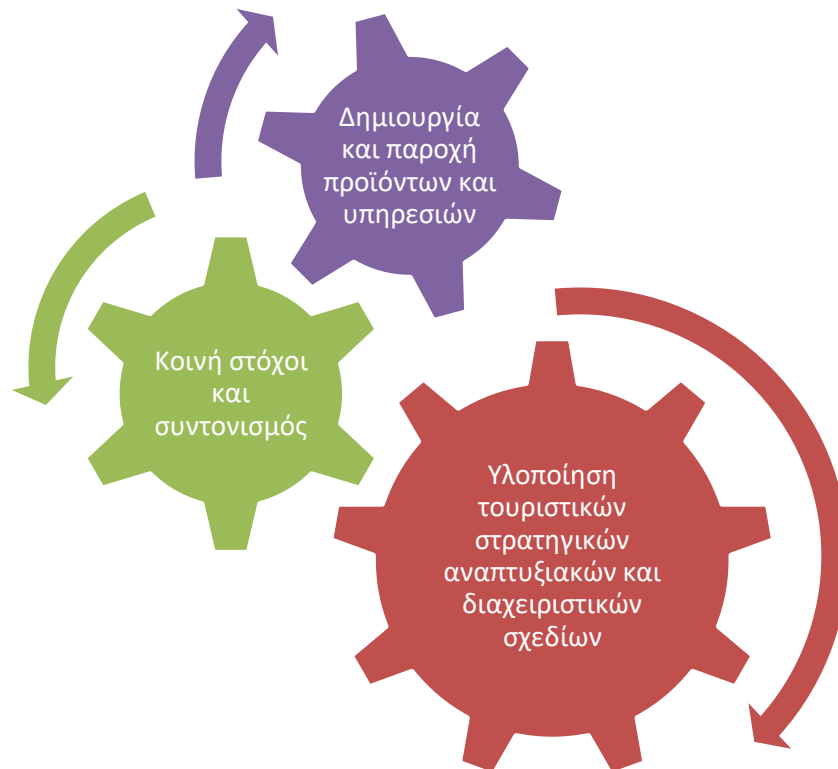 Δημιουργία
και παροχή
προϊόντων και
υπηρεσιών
Κοινή στόχοι
και
συντονισμός
Υλοποίηση
τουριστικών
στρατηγικών
αναπτυξιακών και
διαχειριστικών
σχεδίων